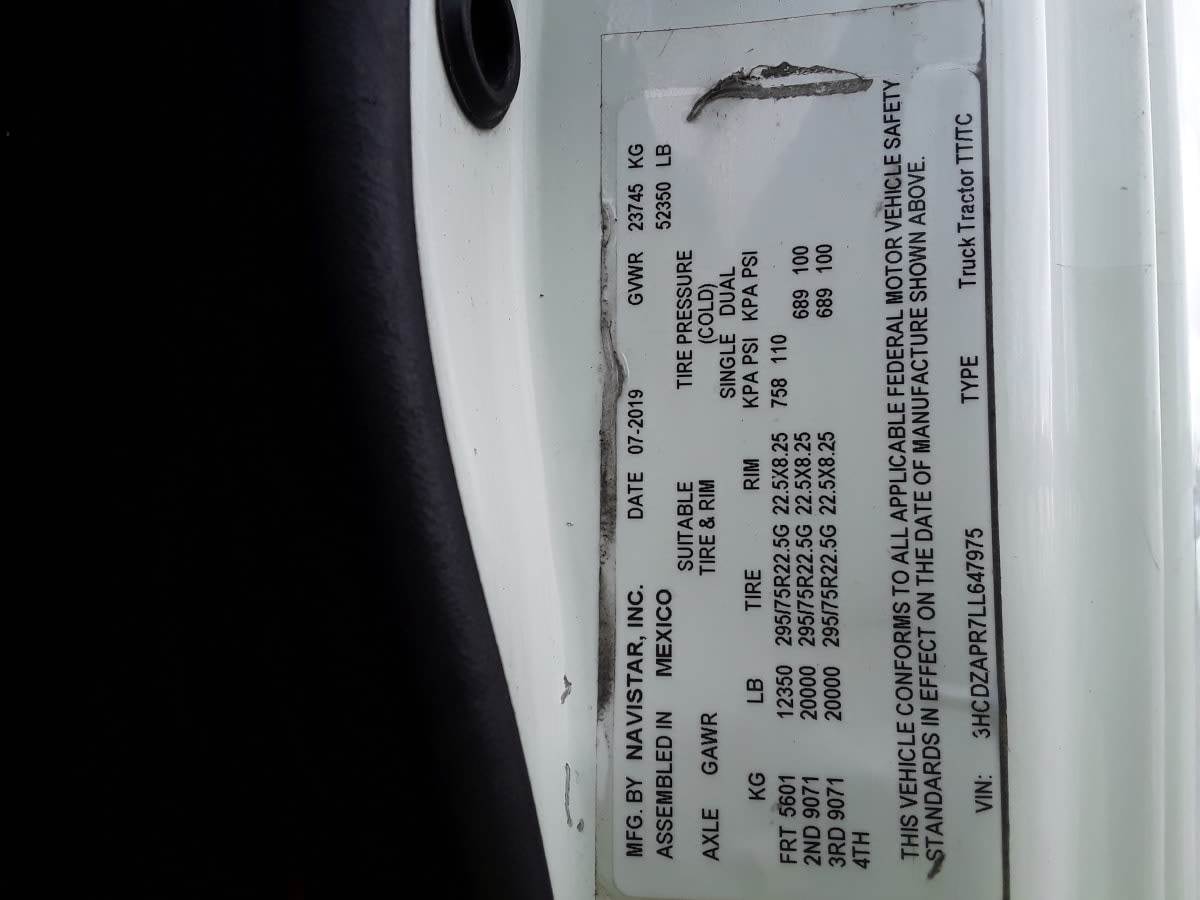 MFG. BY NAVISTAR, INC. DATE 07-2019 GVWR 23745 KG
ASSEMBLED IN MEXICO 52350 LB
SUITABLE TIRE PRESSURE
AXLE GAWR TIRE & RIM (COLD)
SINGLE DUAL
KG LB TIRE RIM KPA PSI KPA PSI
FRT 5601 12350 295/75R22.5G 22.5X8.25 758 110
2ND 9071 20000 295/75R22.5G 22.5X8.25 689 100
3RD 9071 20000 295/75R22.5G 22.5X8.25 689 100
4TH
THIS VEHICLE CONFORMS TO ALL APPLICABLE FEDERAL MOTOR VEHICLE SAFETY
STANDARDS IN EFFECT ON THE DATE OF MANUFACTURE SHOWN ABOVE.
VIN: 3HCDZAPR7LL647975 TYPE Truck Tractor TT/TC